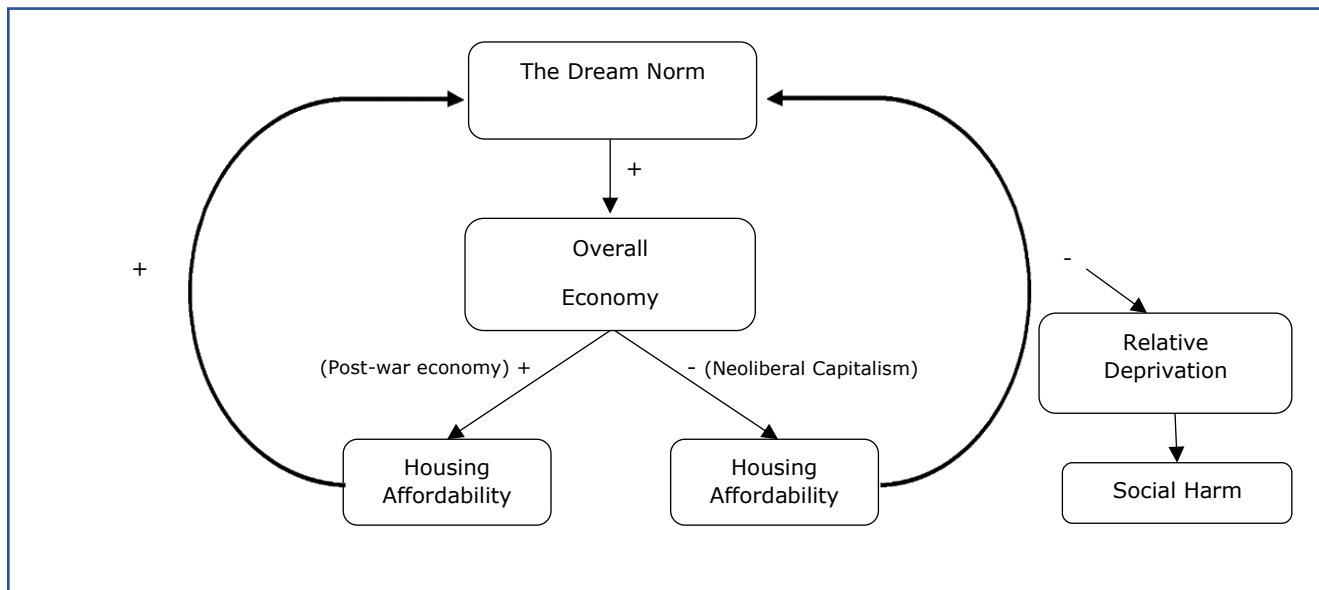 The Dream Norm
+
Overall
Economy
+
-
Relative
Deprivation
(Post-war economy) +
- (Neoliberal Capitalism)
Housing
Affordability
Housing
Affordability
Social Harm